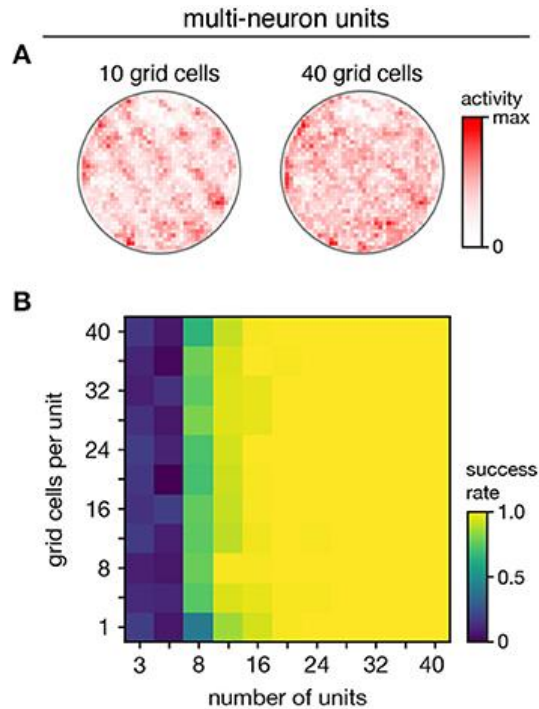 multi-neuron units
A
10 grid cells
40 grid cells
activity
max
0
B
grid cells per unit
40
32
24
16
8
1
3
8
16
24
32
40
number of units
success
rate
1.0
0.5
0